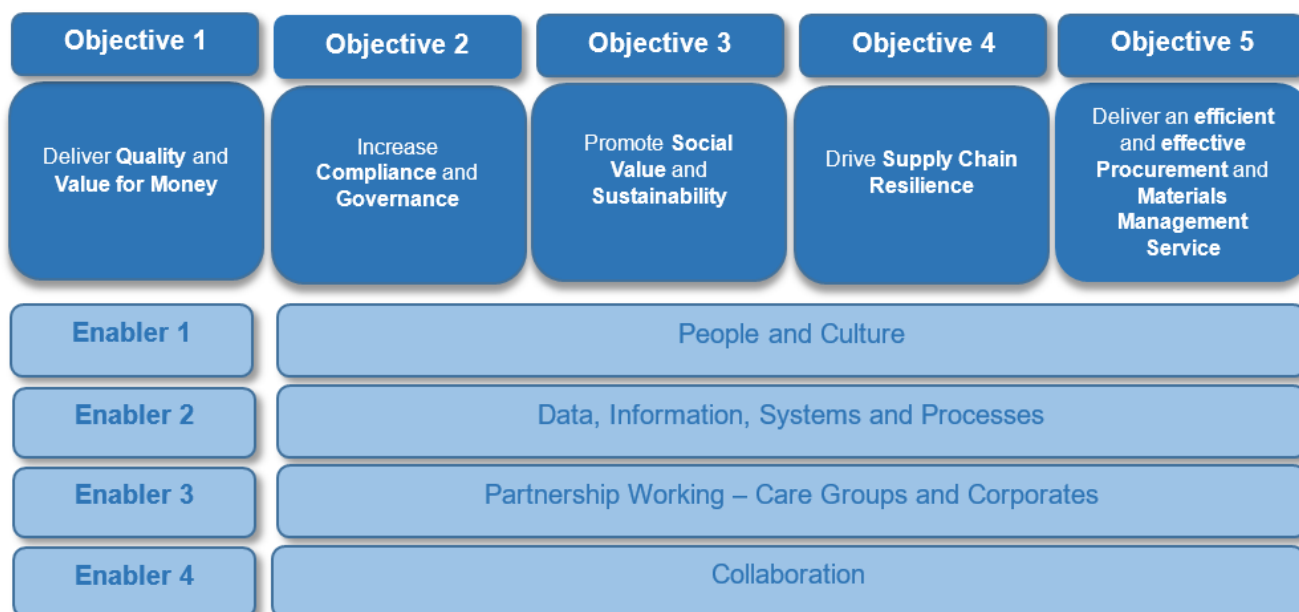 Objective 1
Objective 2
Objective 3
Objective 4
Objective 5
Deliver Quality and
Value for Money
Increase
Compliance and
Governance
Promote Social
Value and
Sustainability
Drive Supply Chain
Resilience
Deliver an efficient
and effective
Procurement and
Materials
Management
Service
Enabler 1
People and Culture
Enabler 2
Data, Information, Systems and Processes
Enabler 3
Partnership Working – Care Groups and Corporates
Enabler 4
Collaboration